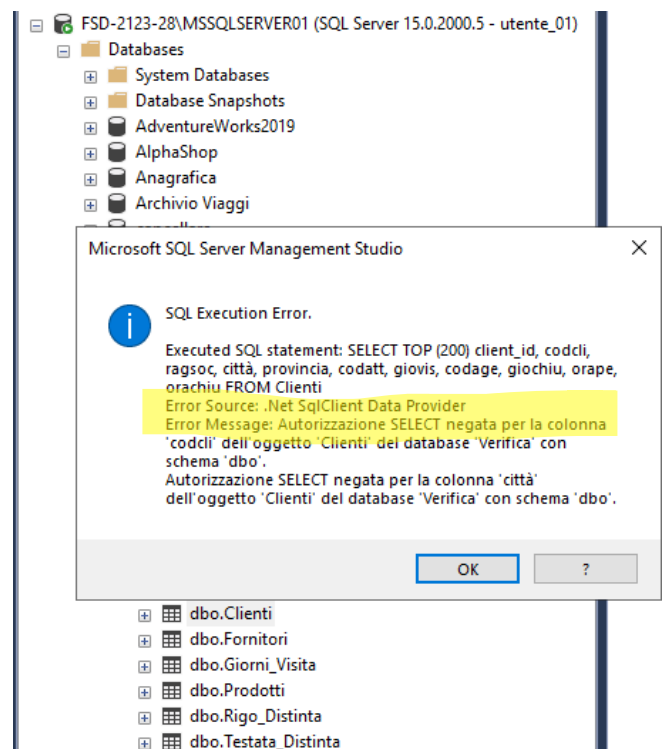 FSD-2123-28\MSSQLSERVER01 (SQL Server 15.0.2000.5 - utente_01)
Databases
System Databases
Database Snapshots
AdventureWorks2019
AlphaShop
Anagrafica
Archivio Viaggi
Microsoft SQL Server Management Studio
SQL Execution Error.
Executed SQL statement: SELECT TOP (200) client_id, codcli,
ragsoc, città, provincia, codatt, giovis, codage, giochiu, orape,
orachiu FROM Clienti
Error Source: .Net SqlClient Data Provider
Error Message: Autorizzazione SELECT negata per la colonna
'codcli' dell'oggetto 'Clienti' del database 'Verifica' con
schema 'dbo'.
Autorizzazione SELECT negata per la colonna 'città'
dell'oggetto 'Clienti' del database 'Verifica' con schema 'dbo'.
OK
?
dbo.Clienti
dbo.Fornitori
dbo.Giorni_Visita
dbo.Prodotti
dbo.Rigo_Distinta
dbo.Testata_Distinta